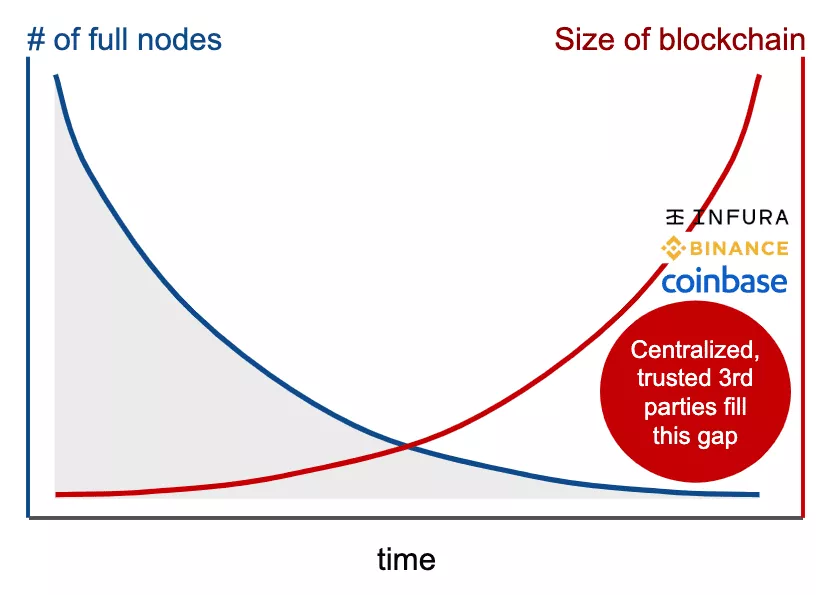 # of full nodes
Size of blockchain
INFURA
BINANCE
coinbase
Centralized,
trusted 3rd
parties fill
this gap
time